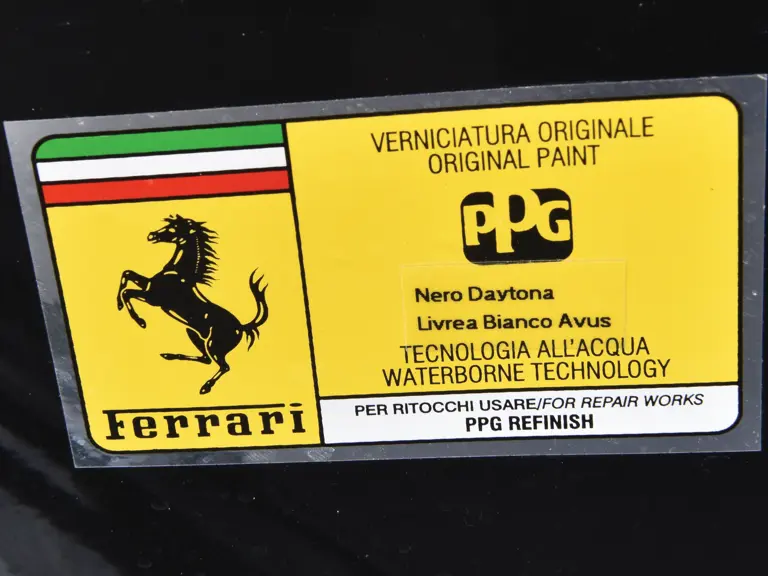 Ferrari
VERNICIATURA ORIGINALE
ORIGINAL PAINT
PPG
Nero Daytona
Livrea Bianco Avus
TECNOLOGIA ALL'ACQUA
WATERBORNE TECHNOLOGY
PER RITOCCHI USARE/FOR REPAIR WORKS
PPG REFINISH